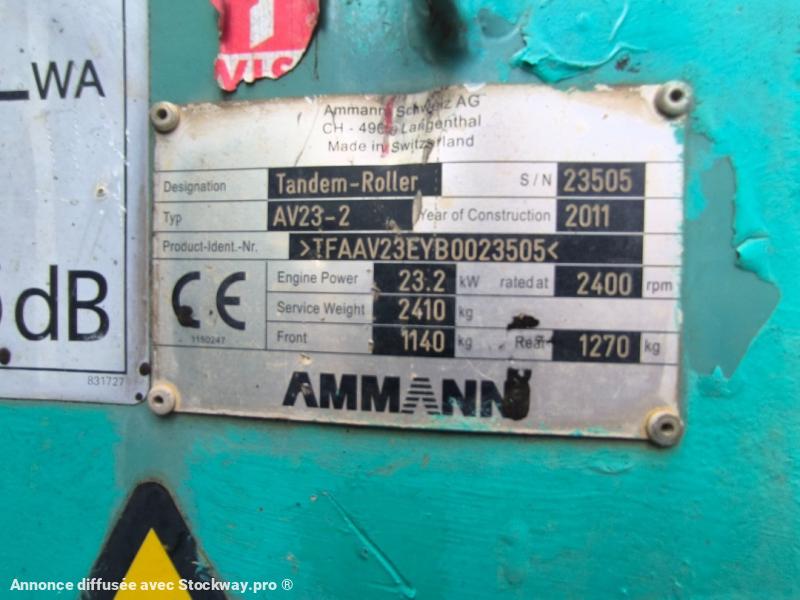 WA
dB
831727
Ammann Schweiz AG
CH - 4900 Langenthal
Made in Switzerland
Designation Tandem-Roller S / N 23505
Typ AV23-2 Year of Construction 2011
Product-Ident.-Nr. >TFAAV23EYB0023505<
Engine Power 23.2 kW rated at 2400 rpm
CE Service Weight 2410 kg
1150247 Front 1140 kg Rear 1270 kg
AMMANN
Annonce diffusée avec Stockway.pro ®